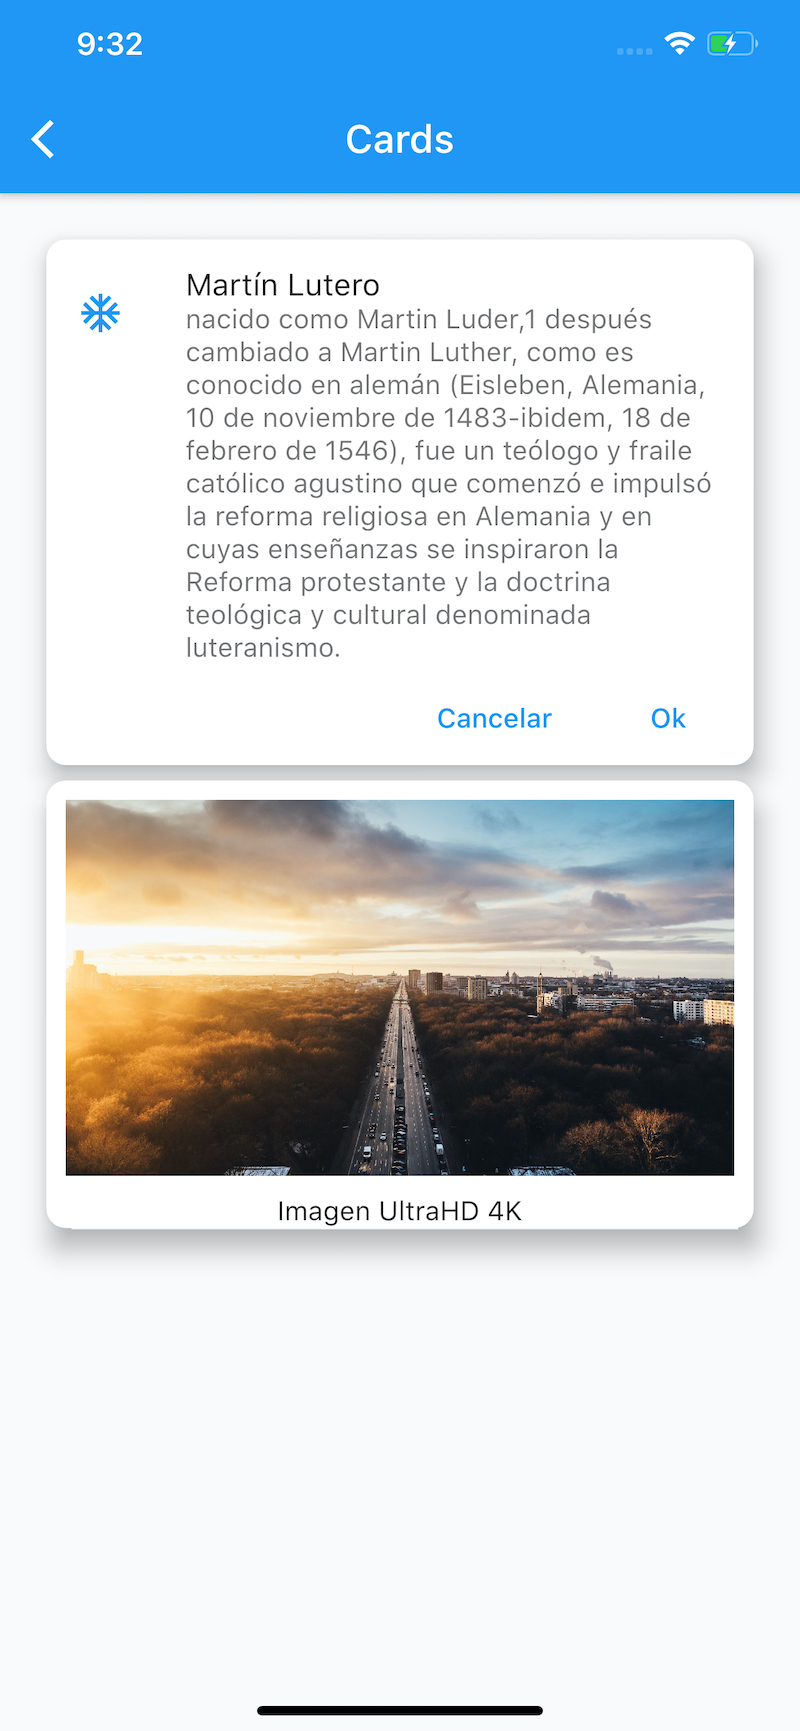 9:32
Cards
Martín Lutero
nacido como Martin Luder,1 después
cambiado a Martin Luther, como es
conocido en alemán (Eisleben, Alemania,
10 de noviembre de 1483-ibidem, 18 de
febrero de 1546), fue un teólogo y fraile
católico agustino que comenzó e impulsó
la reforma religiosa en Alemania y en
cuyas enseñanzas se inspiraron la
Reforma protestante y la doctrina
teológica y cultural denominada
luteranismo.
Cancelar Ok
Imagen UltraHD 4K